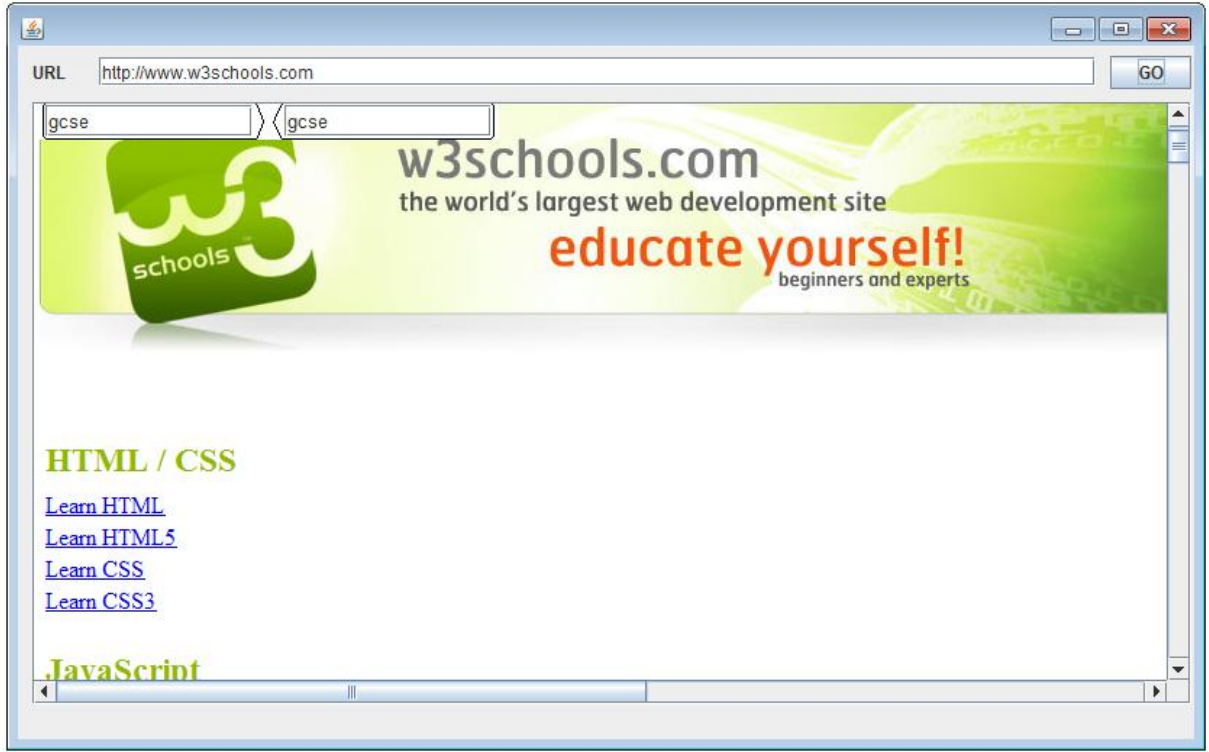 URL http://www.w3schools.com GO
gcse gcse
w3schools.com
the world's largest web development site
w3
schools
educate yourself!
beginners and experts
HTML / CSS
Learn HTML
Learn HTML5
Learn CSS
Learn CSS3
JavaScript